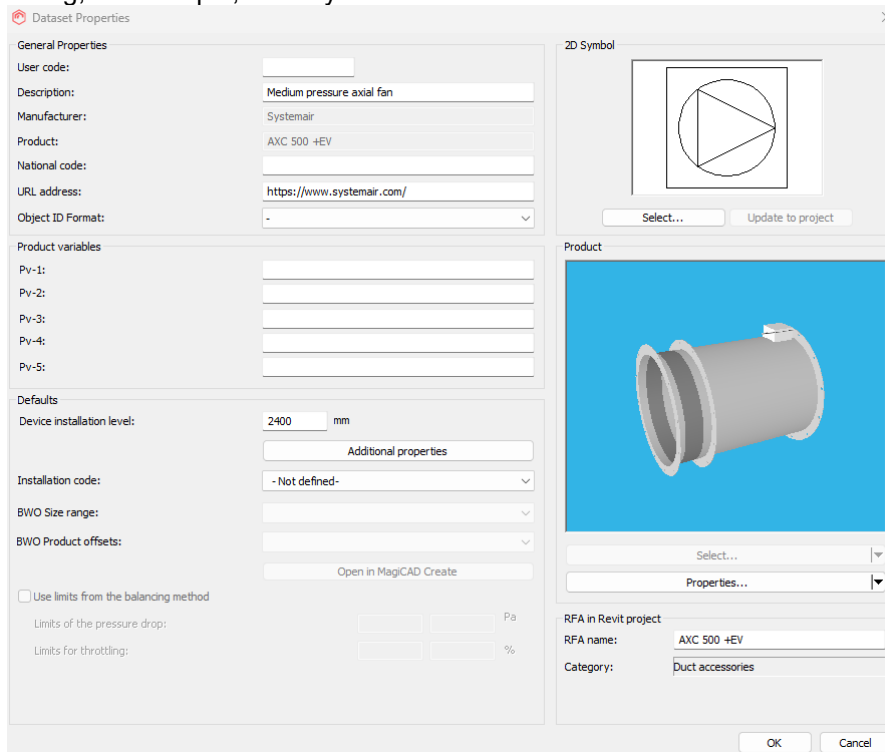 Dataset Properties
General Properties
User code:
Description: Medium pressure axial fan
Manufacturer: Systemair
Product: AXC 500 +EV
National code:
URL address: https://www.systemair.com/
Object ID Format: -
Product variables
Pv-1:
Pv-2:
Pv-3:
Pv-4:
Pv-5:
Defaults
Device installation level: 2400 mm
Additional properties
Installation code: - Not defined-
BWO Size range:
BWO Product offsets:
Open in MagiCAD Create
Use limits from the balancing method
Limits of the pressure drop: Pa
Limits for throttling: %
2D Symbol
Select... Update to project
Product
Select...
Properties...
RFA in Revit project
RFA name: AXC 500 +EV
Category: Duct accessories
OK Cancel